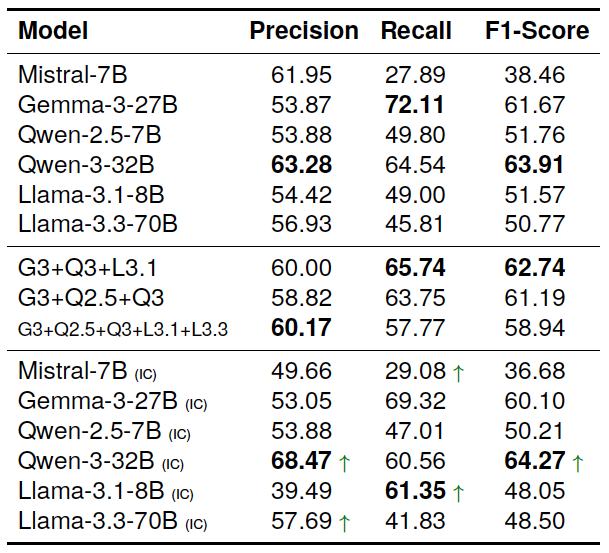 Model Precision Recall F1-Score
Mistral-7B 61.95 27.89 38.46
Gemma-3-27B 53.87 72.11 61.67
Qwen-2.5-7B 53.88 49.80 51.76
Qwen-3-32B 63.28 64.54 63.91
Llama-3.1-8B 54.42 49.00 51.57
Llama-3.3-70B 56.93 45.81 50.77
G3+Q3+L3.1 60.00 65.74 62.74
G3+Q2.5+Q3 58.82 63.75 61.19
G3+Q2.5+Q3+L3.1+L3.3 60.17 57.77 58.94
Mistral-7B (IC) 49.66 29.08 ↑ 36.68
Gemma-3-27B (IC) 53.05 69.32 60.10
Qwen-2.5-7B (IC) 53.88 47.01 50.21
Qwen-3-32B (IC) 68.47 ↑ 60.56 64.27 ↑
Llama-3.1-8B (IC) 39.49 61.35 ↑ 48.05
Llama-3.3-70B (IC) 57.69 ↑ 41.83 48.50